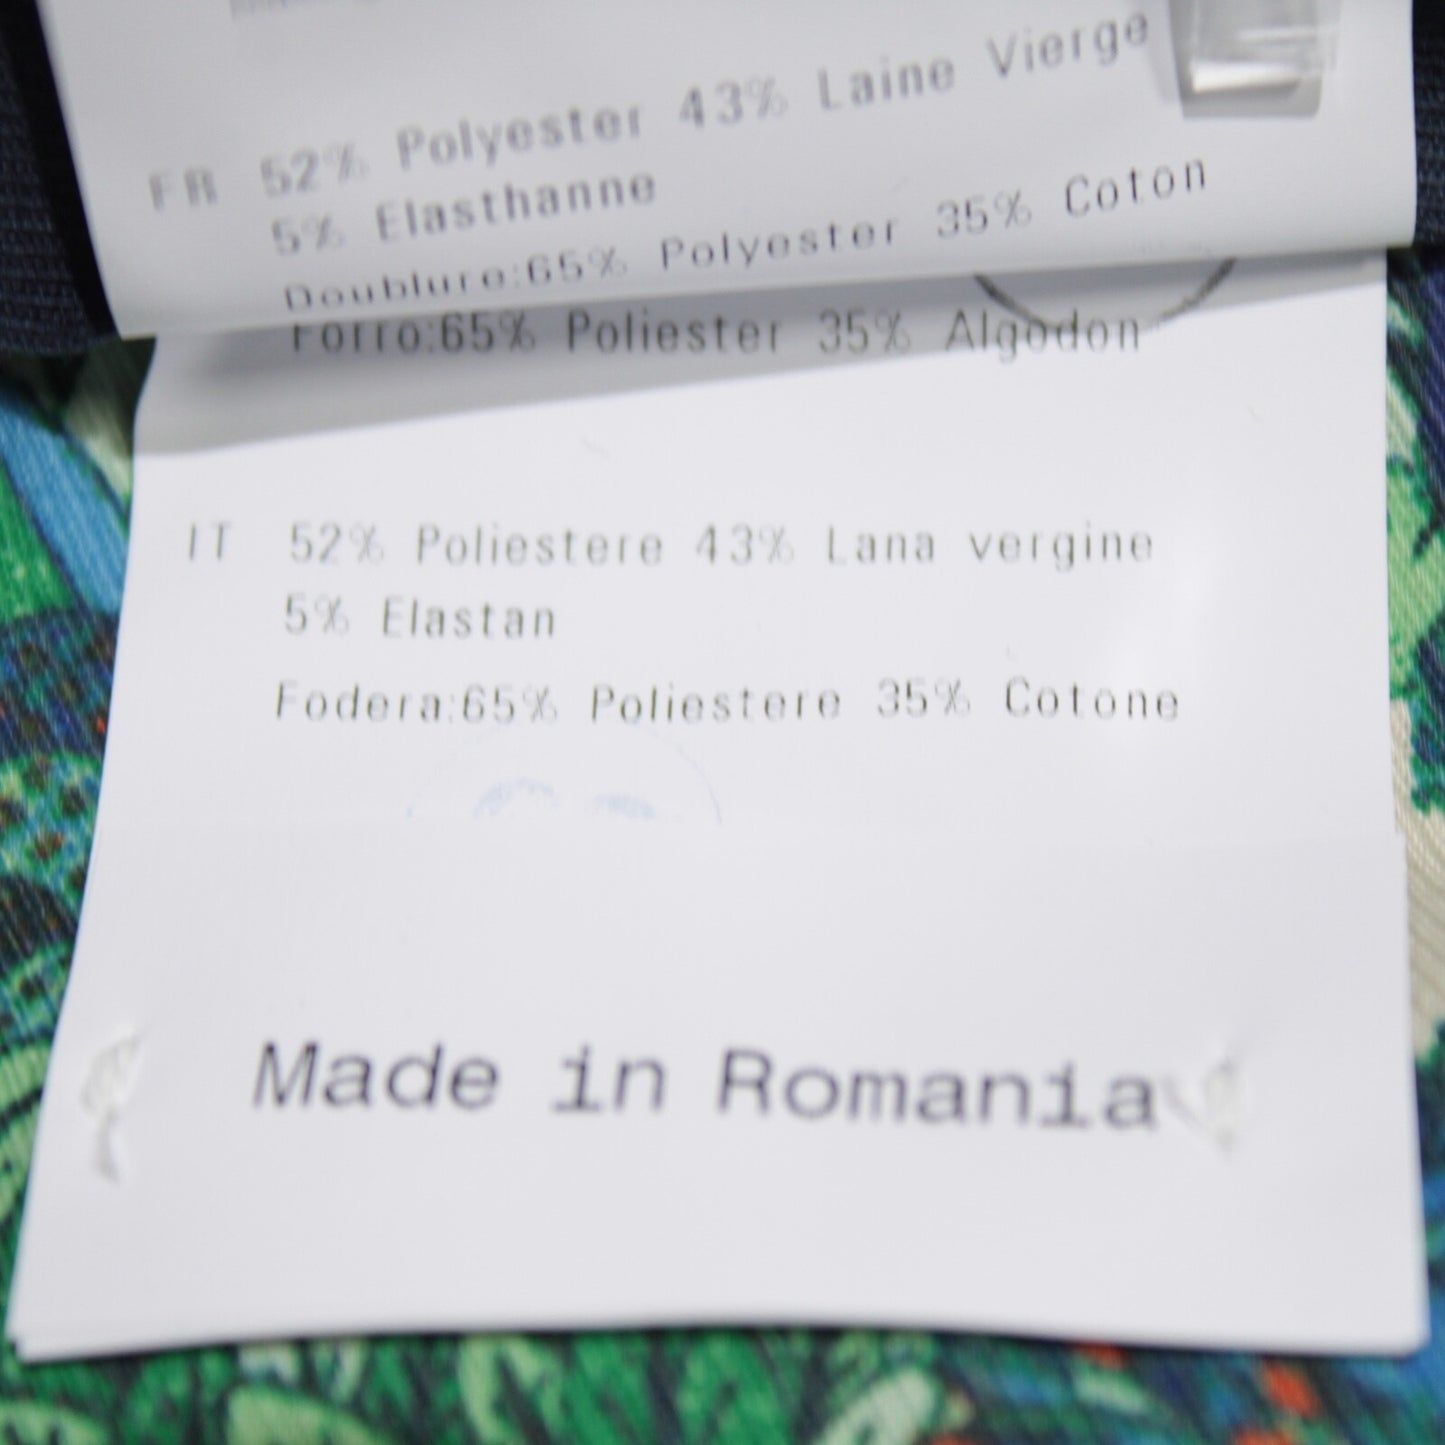 FR 52% Polyester 43% Laine Vierge
5% Elasthanne
Doublure:65% Polyester 35% Coton
Forro:65% Poliester 35% Algodon
IT 52% Poliestere 43% Lana vergine
5% Elastan
Fodera:65% Poliestere 35% Cotone
Made in Romania